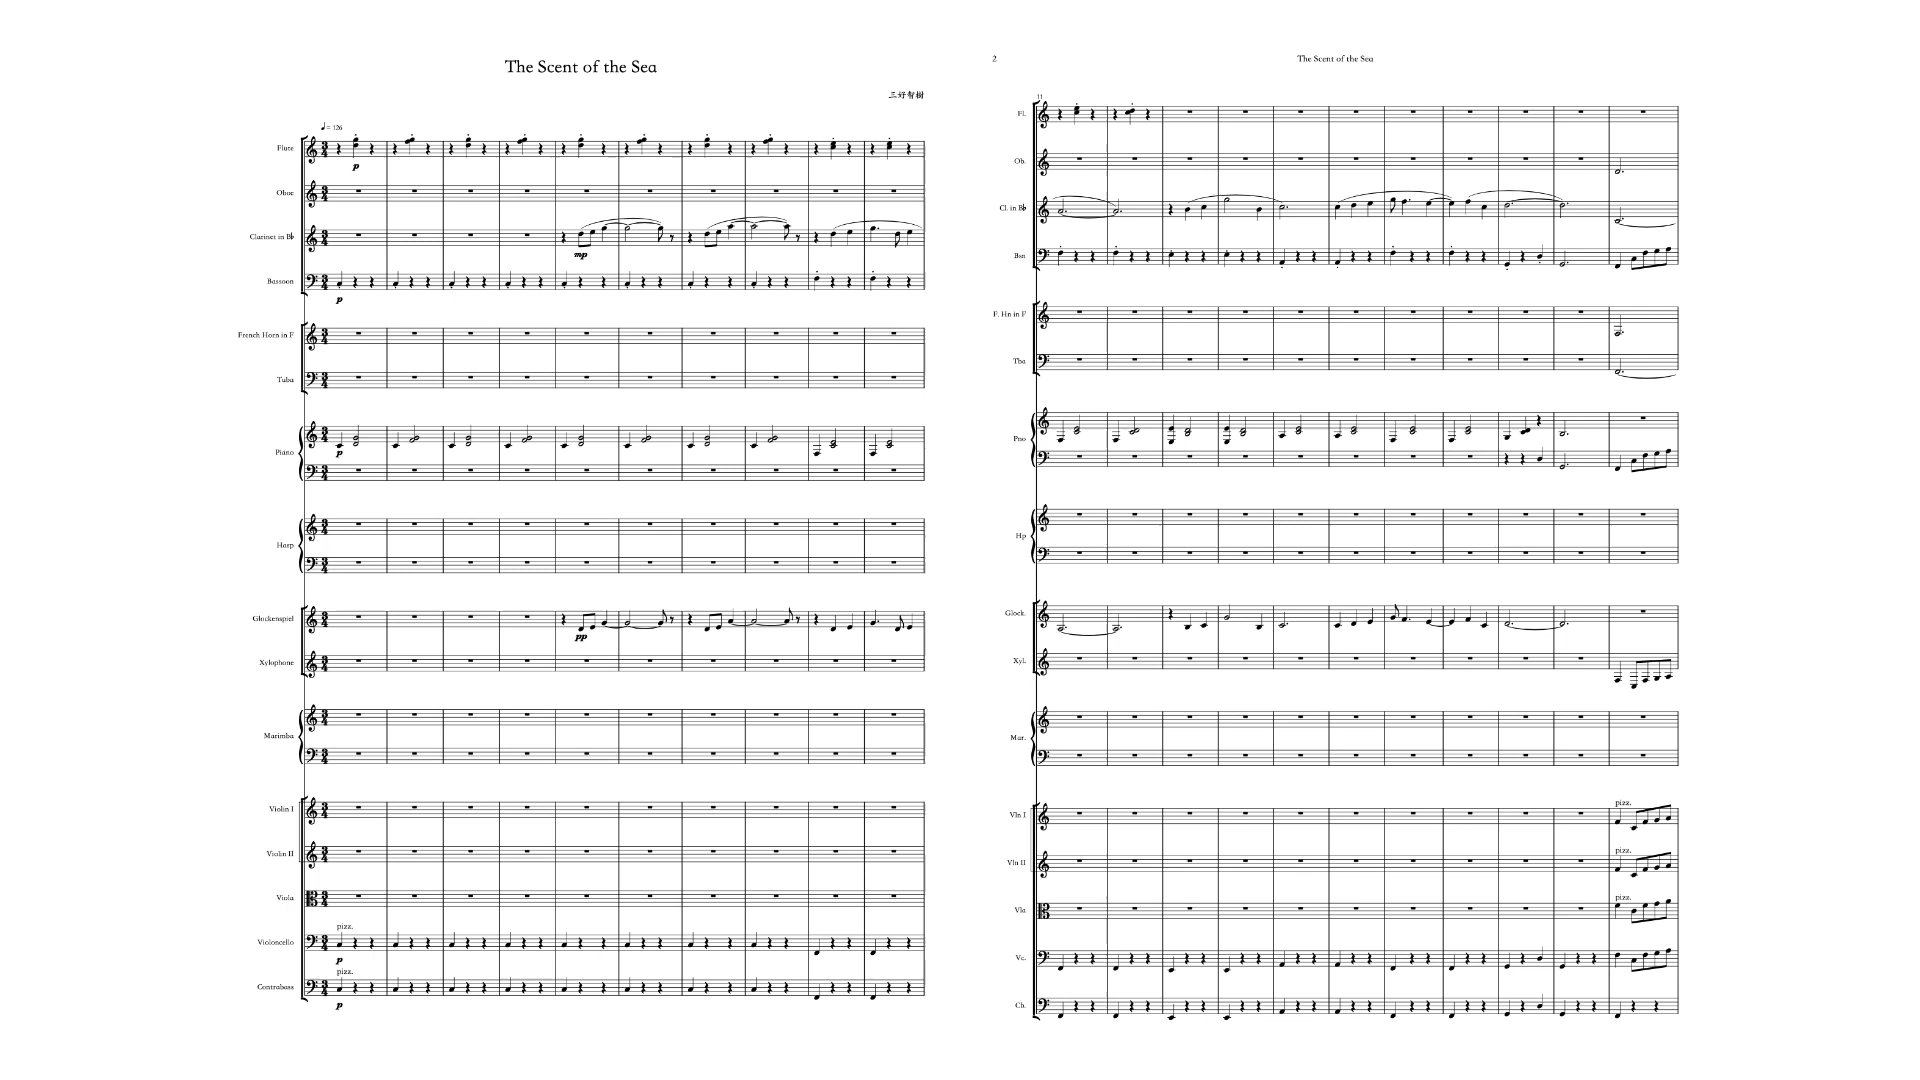 The Scent of the Sea
三好智樹
♩= 126
Flute
p
Oboe
Clarinet in B♭
mp
Bassoon
p
French Horn in F
Tuba
Piano
p
Harp
Glockenspiel
pp
Xylophone
Marimba
Violin I
Violin II
Viola
pizz.
Violoncello
p
pizz.
Contrabass
p
2
The Scent of the Sea
11
Fl.
Ob.
Cl. in B♭
Bsn
F. Hn in F
Tba
Pno
Hp
Glock.
Xyl.
Mar.
pizz.
Vln I
pizz.
Vln II
pizz.
Vla
Vc.
Cb.